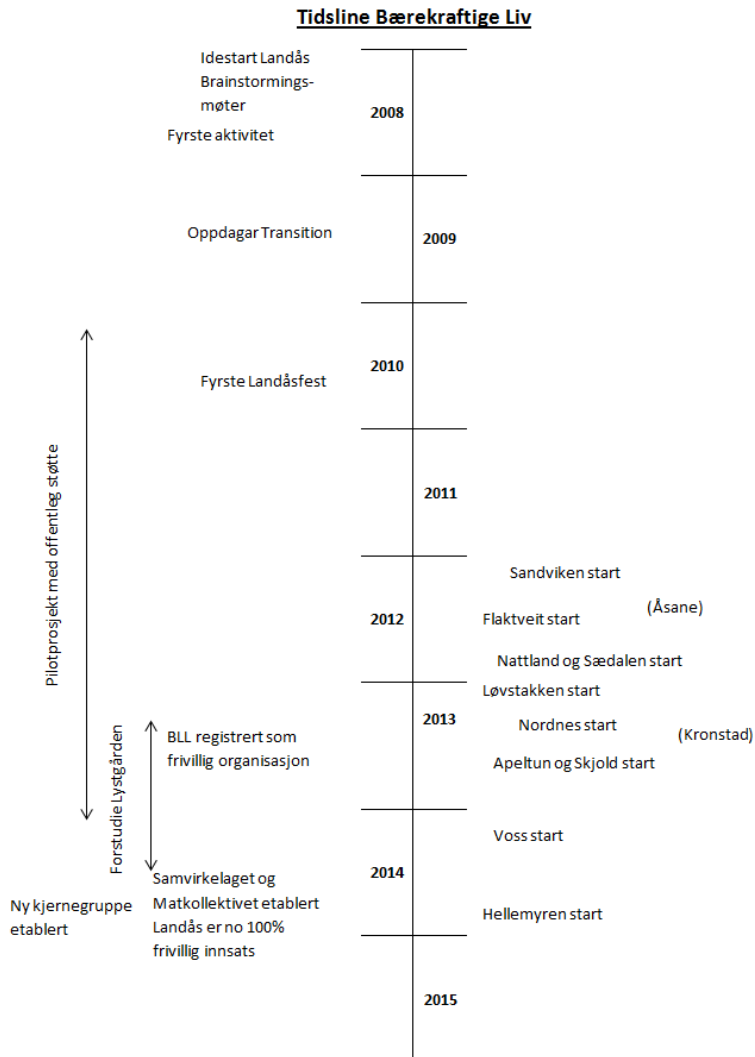 Tidsline Bærekraftige Liv
Idestart Landås
Brainstormings-
møter
2008
Fyrste aktivitet
Oppdagar Transition
2009
2010
Fyrste Landåsfest
Pilotprosjekt med offentleg støtte
2011
Sandviken start
(Åsane)
2012
Flaktveit start
Nattland og Sædalen start
Løvstakken start
2013
Nordnes start
(Kronstad)
BLL registrert som
frivillig organisasjon
Apeltun og Skjold start
Forstudie Lystgården
Voss start
2014
Samvirkelaget og
Matkollektivet etablert
Landås er no 100%
frivillig innsats
Ny kjernegruppe
etablert
Hellemyren start
2015